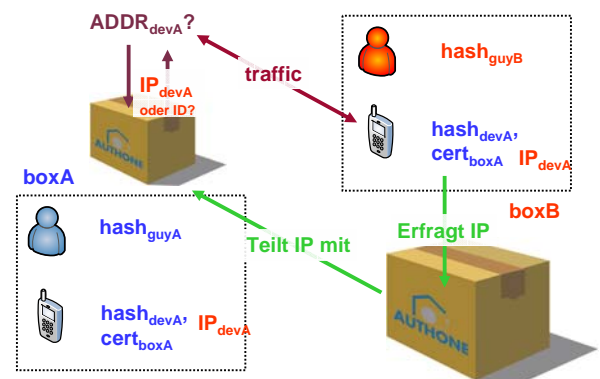 ADDRdevA?
traffic
hashguyB
IPdevA
oder ID?
AUTHONE
hashdevA,
certboxA IPdevA
boxA
boxB
hashguyA
Teilt IP mit
Erfragt IP
hashdevA, IPdevA
certboxA
AUTHONE